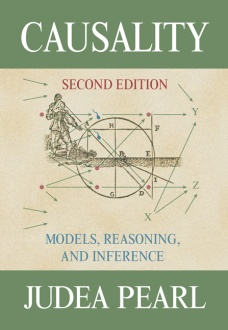 CAUSALITY
SECOND EDITION
Y
H
F
B
E
I
G
D
Z
X
MODELS, REASONING,
AND INFERENCE
JUDEA PEARL